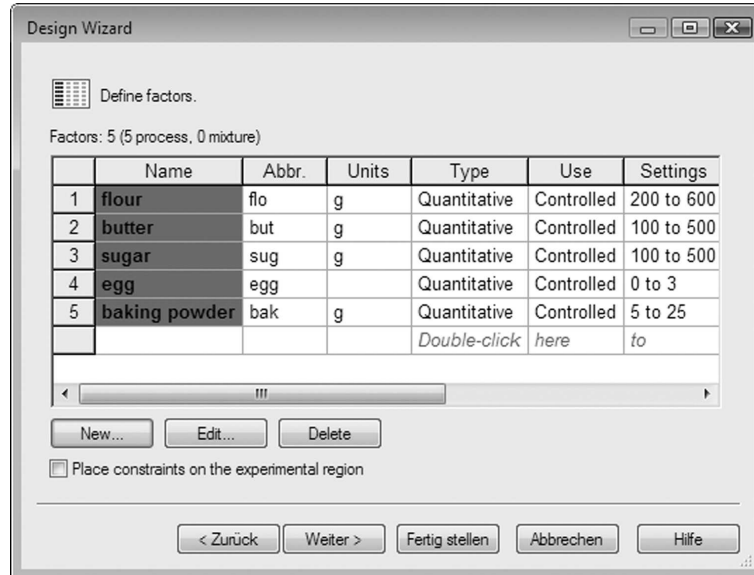 Design Wizard
Define factors.
Factors: 5 (5 process, 0 mixture)
Name Abbr. Units Type Use Settings
1 flour flo g Quantitative Controlled 200 to 600
2 butter but g Quantitative Controlled 100 to 500
3 sugar sug g Quantitative Controlled 100 to 500
4 egg egg Quantitative Controlled 0 to 3
5 baking powder bak g Quantitative Controlled 5 to 25
Double-click here to
New... Edit... Delete
Place constraints on the experimental region
< Zurück Weiter > Fertig stellen Abbrechen Hilfe